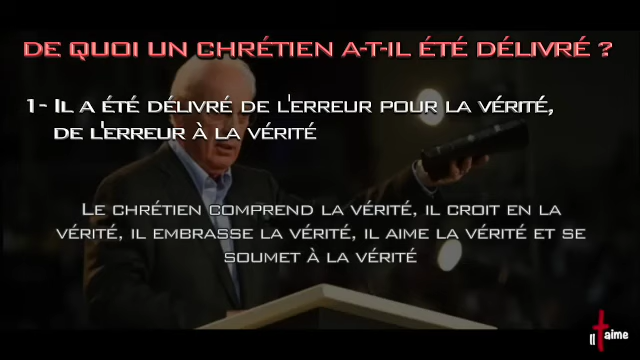 DE QUOI UN CHRÉTIEN A-T-IL ÉTÉ DÉLIVRÉ ?
1- IL A ÉTÉ DÉLIVRÉ DE L'ERREUR POUR LA VÉRITÉ,
DE L'ERREUR À LA VÉRITÉ
LE CHRÉTIEN COMPREND LA VÉRITÉ, IL CROIT EN LA
VÉRITÉ, IL EMBRASSE LA VÉRITÉ, IL AIME LA VÉRITÉ ET SE
SOUMET À LA VÉRITÉ
Il taime